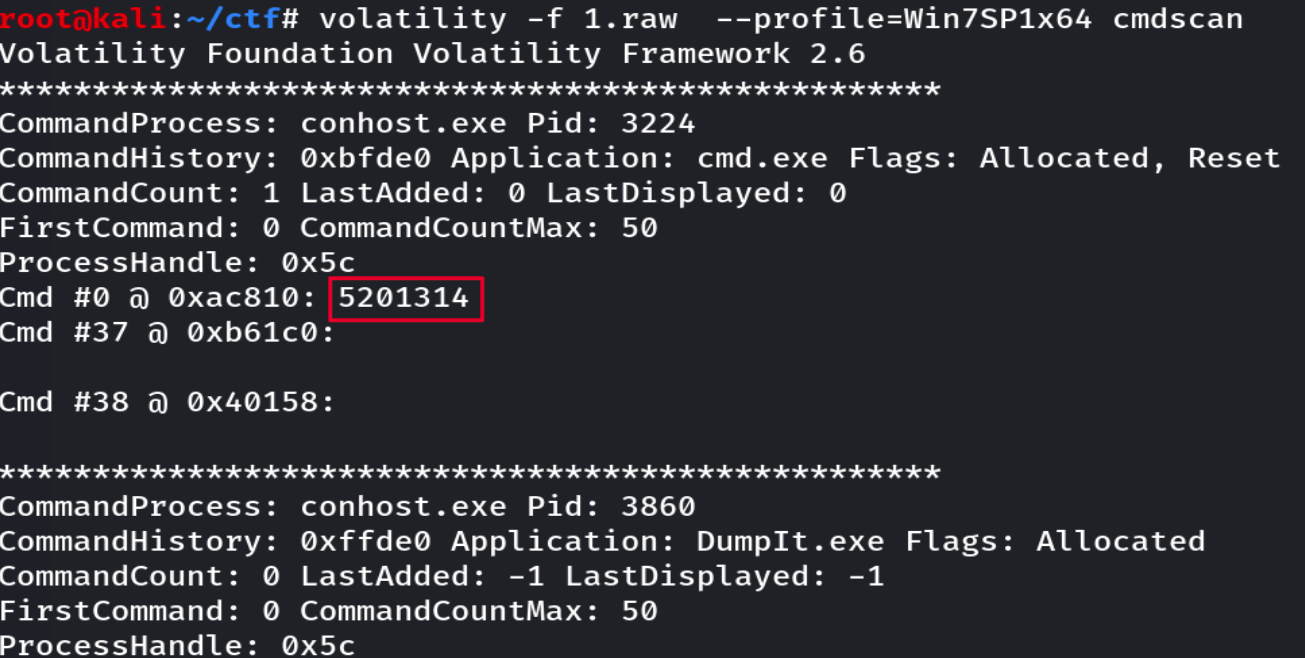 root@kali:~/ctf# volatility -f 1.raw  --profile=Win7SP1x64 cmdscan
Volatility Foundation Volatility Framework 2.6
**************************************************
CommandProcess: conhost.exe Pid: 3224
CommandHistory: 0xbfde0 Application: cmd.exe Flags: Allocated, Reset
CommandCount: 1 LastAdded: 0 LastDisplayed: 0
FirstCommand: 0 CommandCountMax: 50
ProcessHandle: 0x5c
Cmd #0 @ 0xac810: 5201314
Cmd #37 @ 0xb61c0:
Cmd #38 @ 0x40158:
**************************************************
CommandProcess: conhost.exe Pid: 3860
CommandHistory: 0xffde0 Application: DumpIt.exe Flags: Allocated
CommandCount: 0 LastAdded: -1 LastDisplayed: -1
FirstCommand: 0 CommandCountMax: 50
ProcessHandle: 0x5c